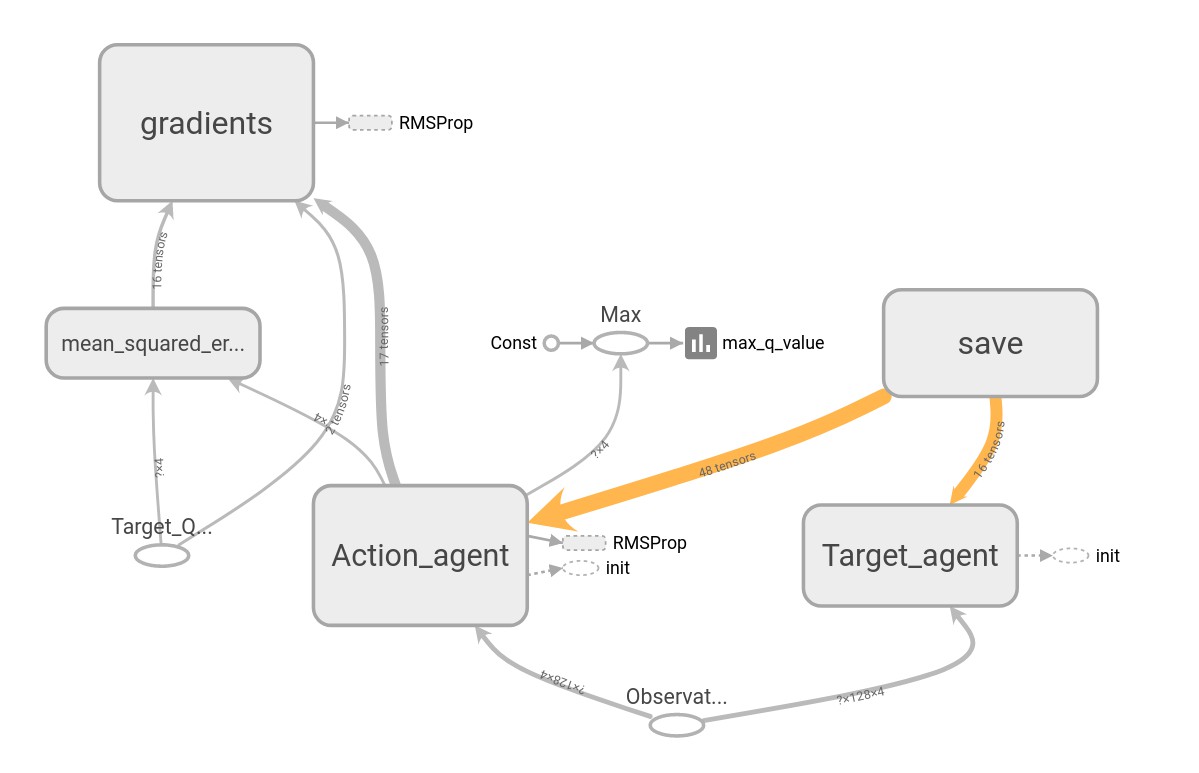 gradients
RMSProp
16 tensors
17 tensors
mean_squared_er...
Max
Const
max_q_value
save
?×4
2 tensors
?×4
?×4
48 tensors
16 tensors
Target_Q...
Action_agent
RMSProp
init
Target_agent
init
?×128×4
Observat...
?×128×4